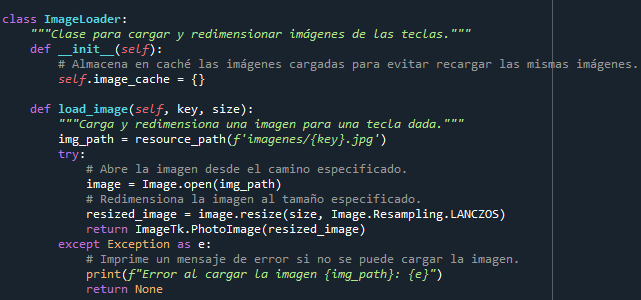 class ImageLoader:
    """Clase para cargar y redimensionar imágenes de las teclas."""
    def __init__(self):
        # Almacena en caché las imágenes cargadas para evitar recargar las mismas imágenes.
        self.image_cache = {}

    def load_image(self, key, size):
        """Carga y redimensiona una imagen para una tecla dada."""
        img_path = resource_path(f'imagenes/{key}.jpg')
        try:
            # Abre la imagen desde el camino especificado.
            image = Image.open(img_path)
            # Redimensiona la imagen al tamaño especificado.
            resized_image = image.resize(size, Image.Resampling.LANCZOS)
            return ImageTk.PhotoImage(resized_image)
        except Exception as e:
            # Imprime un mensaje de error si no se puede cargar la imagen.
            print(f"Error al cargar la imagen {img_path}: {e}")
            return None